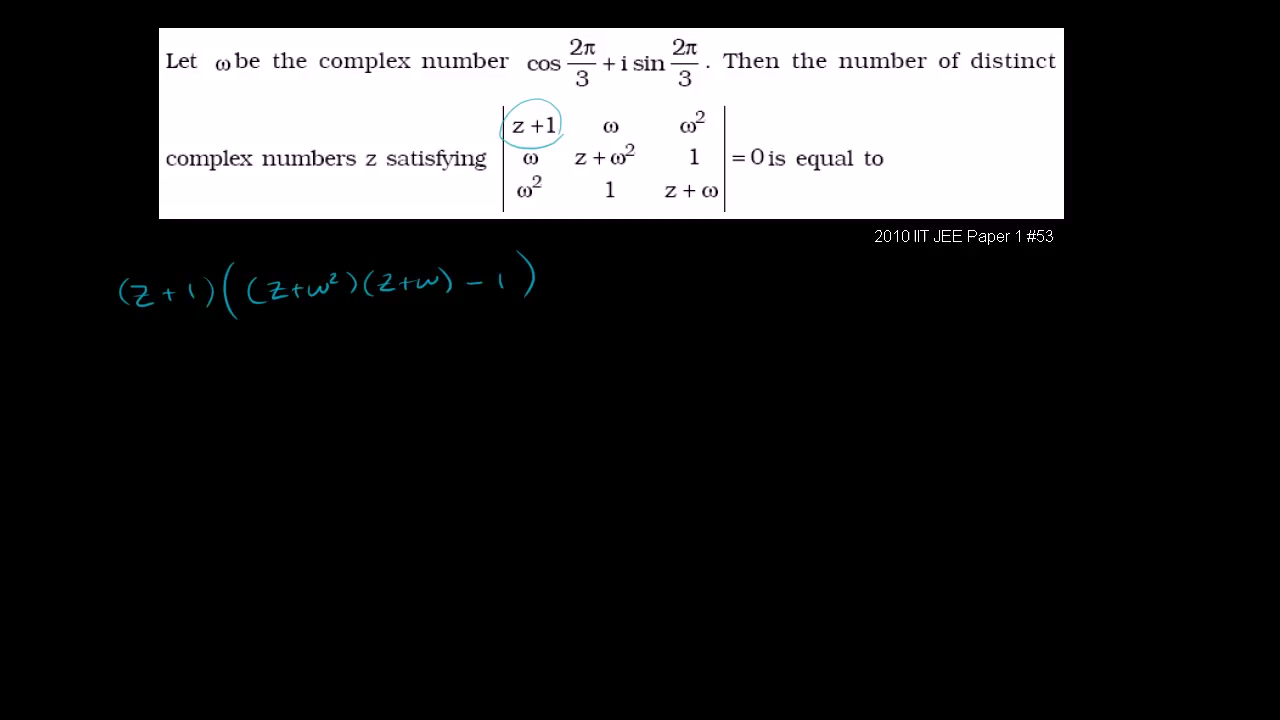 Let ω be the complex number cos 2π/3 + i sin 2π/3 . Then the number of distinct
complex numbers z satisfying
| z +1 ω ω² |
| ω z + ω² 1 | = 0 is equal to
| ω² 1 z + ω |
2010 IIT JEE Paper 1 #53
(z+1)((z+ω²)(z+ω) - 1)